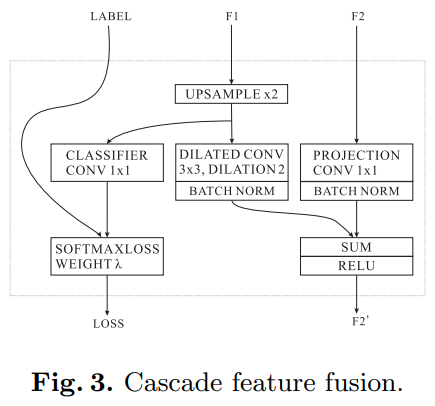 LABEL
F1
F2
UPSAMPLE x2
CLASSIFIER
CONV 1x1
DILATED CONV
3x3, DILATION 2
BATCH NORM
PROJECTION
CONV 1x1
BATCH NORM
SOFTMAXLOSS
WEIGHT λ
SUM
RELU
LOSS
F2'
Fig. 3. Cascade feature fusion.